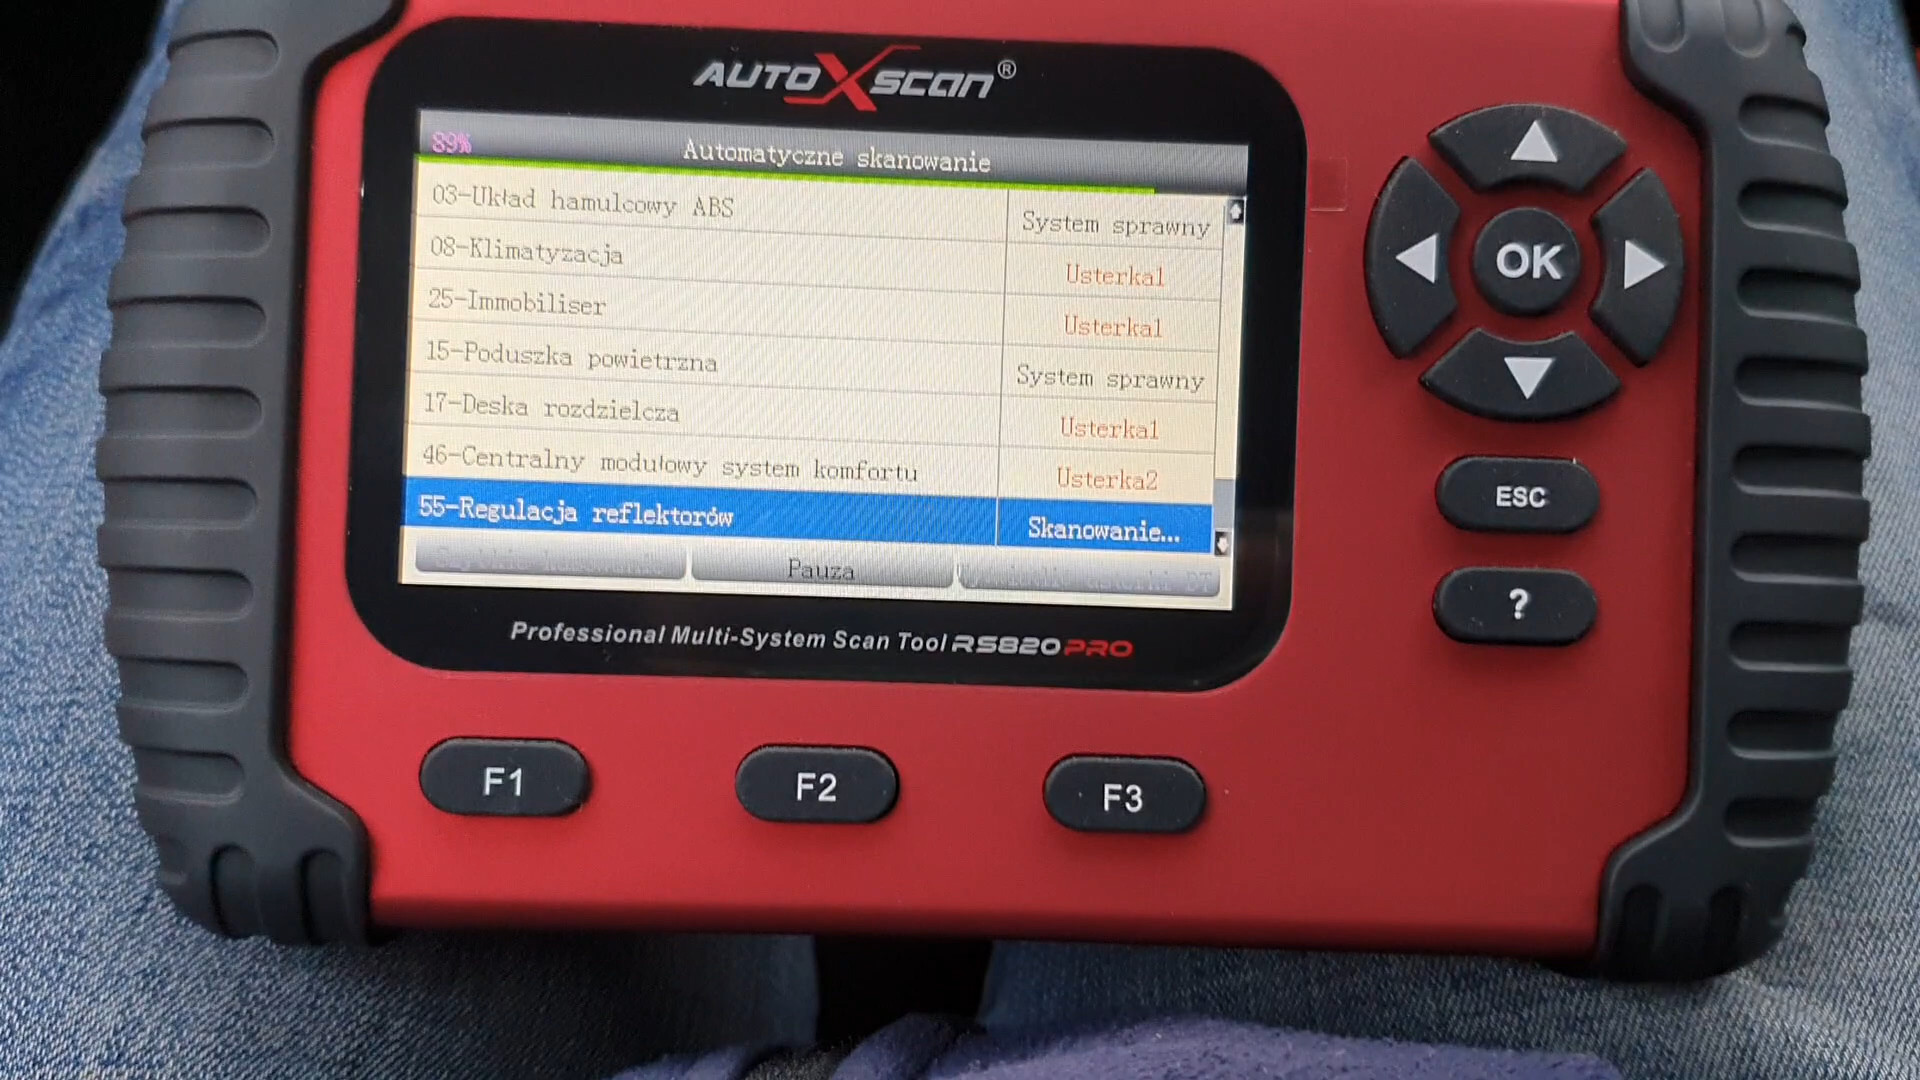 AUTOXSCAN®
89%
Automatyczne skanowanie
03-Układ hamulcowy ABS
System sprawny
08-Klimatyzacja
Usterka1
25-Immobiliser
Usterka1
15-Poduszka powietrzna
System sprawny
17-Deska rozdzielcza
Usterka1
46-Centralny modułowy system komfortu
Usterka2
55-Regulacja reflektorów
Skanowanie...
Pauza
Professional Multi-System Scan Tool RS820PRO
OK
ESC
?
F1
F2
F3